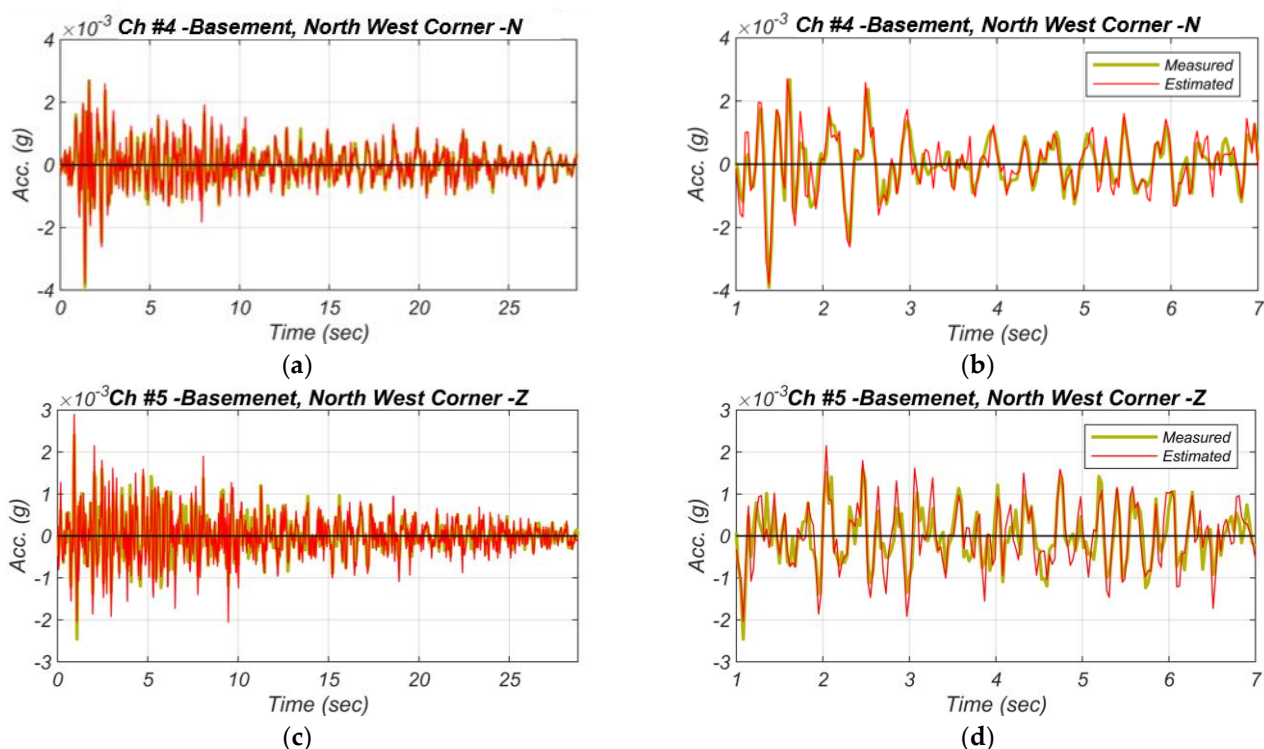 ×10⁻³ Ch #4 -Basement, North West Corner -N
4
2
0
-2
-4
Acc. (g)
0 5 10 15 20 25
Time (sec)
(a)
×10⁻³ Ch #4 -Basement, North West Corner -N
4
2
0
-2
-4
Acc. (g)
Measured
Estimated
1 2 3 4 5 6 7
Time (sec)
(b)
×10⁻³ Ch #5 -Basemenet, North West Corner -Z
3
2
1
0
-1
-2
-3
Acc. (g)
0 5 10 15 20 25
Time (sec)
(c)
×10⁻³ Ch #5 -Basemenet, North West Corner -Z
3
2
1
0
-1
-2
-3
Acc. (g)
Measured
Estimated
1 2 3 4 5 6 7
Time (sec)
(d)